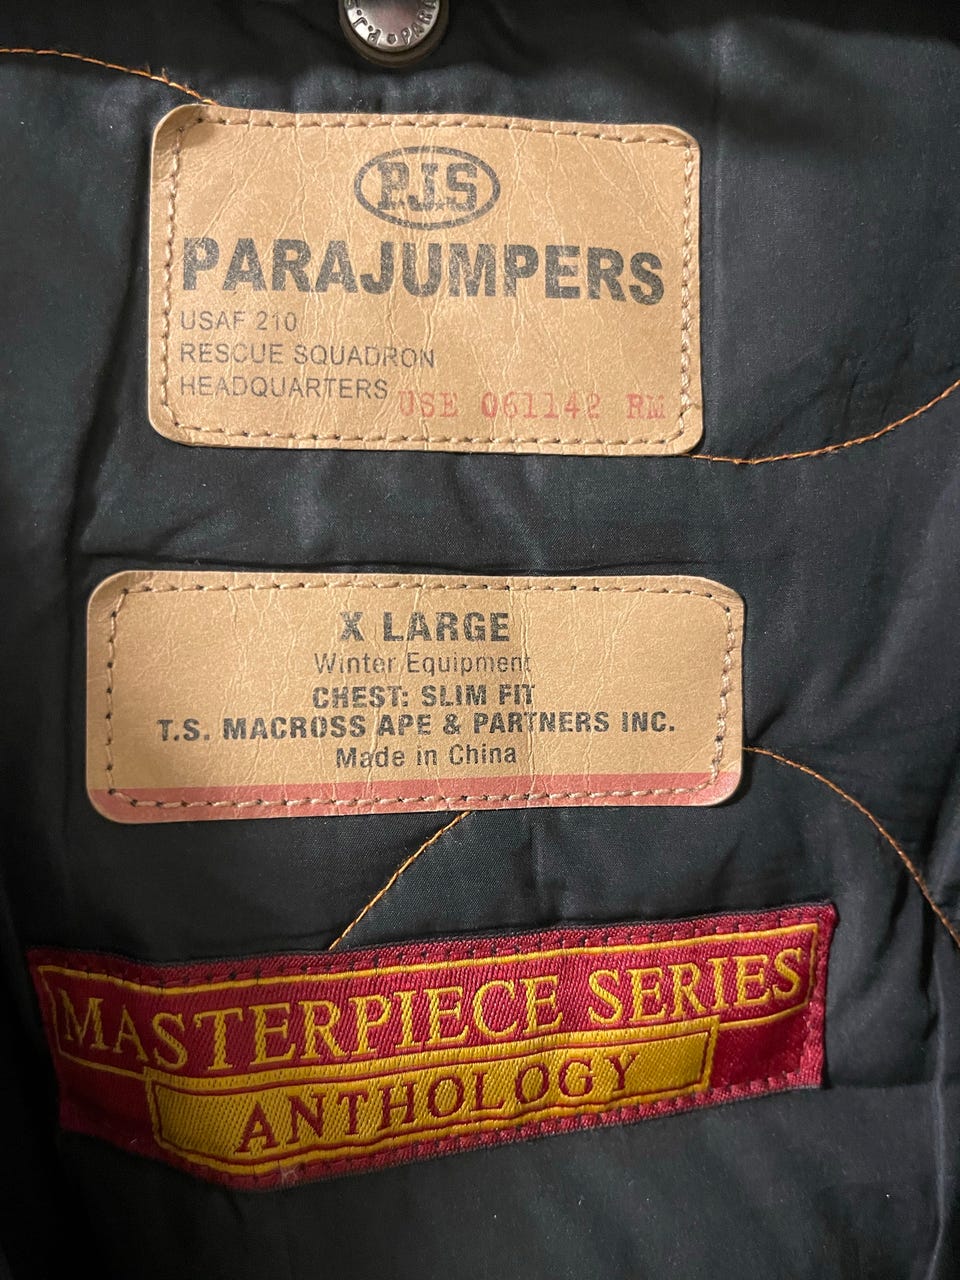 P.J.S
PARAJUMPERS
USAF 210
RESCUE SQUADRON
HEADQUARTERS
USE 061142 RM
X LARGE
Winter Equipment
CHEST: SLIM FIT
T.S. MACROSS APE & PARTNERS INC.
Made in China
MASTERPIECE SERIES
ANTHOLOGY